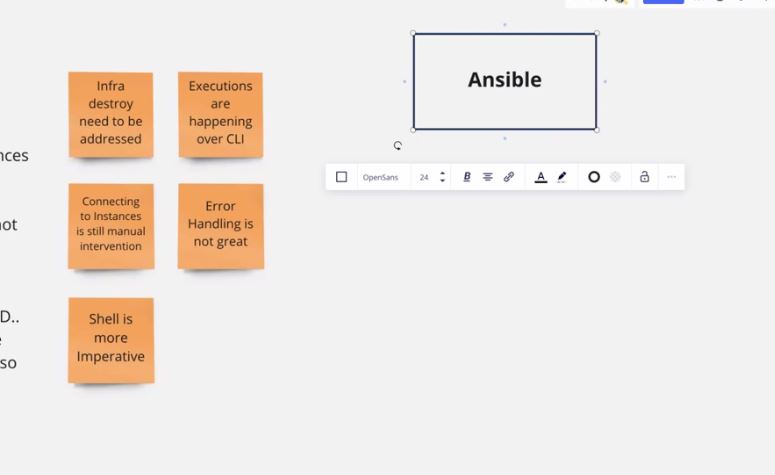 Ansible
Infra
destroy
need to be
addressed
Executions
are
happening
over CLI
nces
OpenSans
24
B
A
Connecting
to Instances
is still manual
intervention
Error
Handling is
not great
ot
D..
so
Shell is
more
Imperative